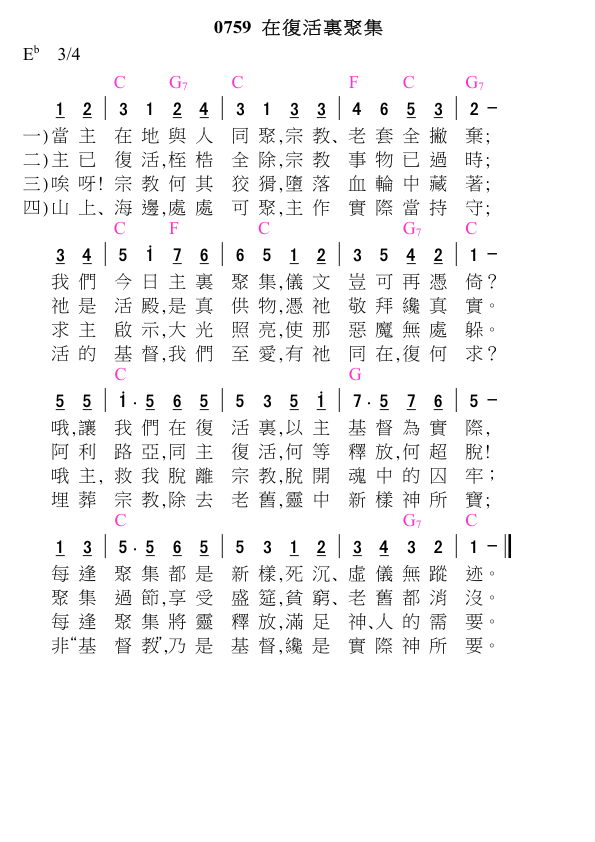 0759 在復活裏聚集
E♭ 3/4
C G7 C F C G7
1 2 | 3 1 2 4 | 3 1 3 3 | 4 6 5 3 | 2 －
一)當主 在地與人 同聚,宗教、老套全撇 棄;
二)主已 復活,桎梏 全除,宗教 事物已過 時;
三)唉呀! 宗教何其 狡猾,墮落 血輪中藏 著;
四)山上、海邊,處處 可聚,主作 實際當持 守;
C F C G7 C
3 4 | 5 i 7 6 | 6 5 1 2 | 3 5 4 2 | 1 －
我們 今日主裏 聚集,儀文 豈可再憑 倚?
祂是 活殿,是真 供物,憑祂 敬拜纔真 實。
求主 啟示,大光 照亮,使那 惡魔無處 躲。
活的 基督,我們 至愛,有祂 同在,復何 求?
C G
5 5 | i. 5 6 5 | 5 3 5 i | 7. 5 7 6 | 5 －
哦,讓 我們在復 活裏,以主 基督為實 際,
阿利 路亞,同主 復活,何等 釋放,何超 脫!
哦主, 救我脫離 宗教,脫開 魂中的囚 牢;
埋葬 宗教,除去 老舊,靈中 新樣神所 寶;
C G7 C
1 3 | 5. 5 6 5 | 5 3 1 2 | 3 4 3 2 | 1 － ||
每逢 聚集都是 新樣,死沉、虛儀無蹤 迹。
聚集 過節,享受 盛筵,貧窮、老舊都消 沒。
每逢 聚集將靈 釋放,滿足 神、人的需 要。
非“基 督教”,乃是 基督,纔是 實際神所 要。